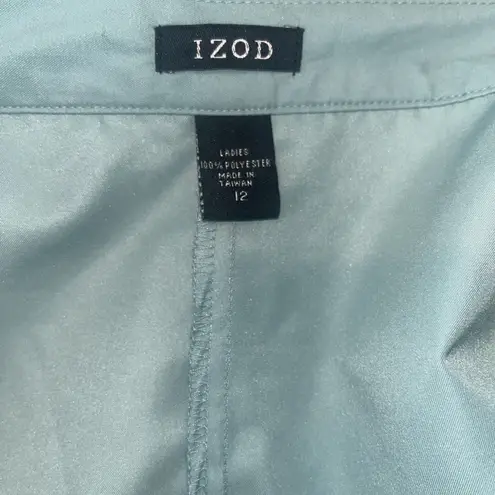 IZOD
LADIES
100% POLYESTER
MADE IN
TAIWAN
12